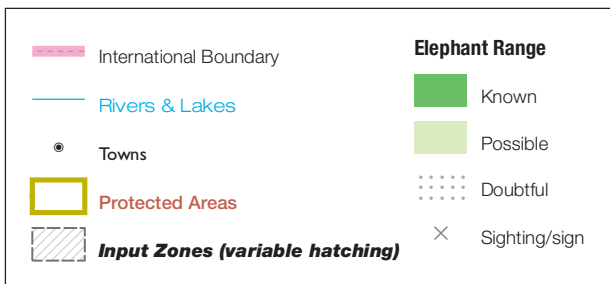 International Boundary
Rivers & Lakes
Towns
Protected Areas
Input Zones (variable hatching)
Elephant Range
Known
Possible
Doubtful
Sighting/sign